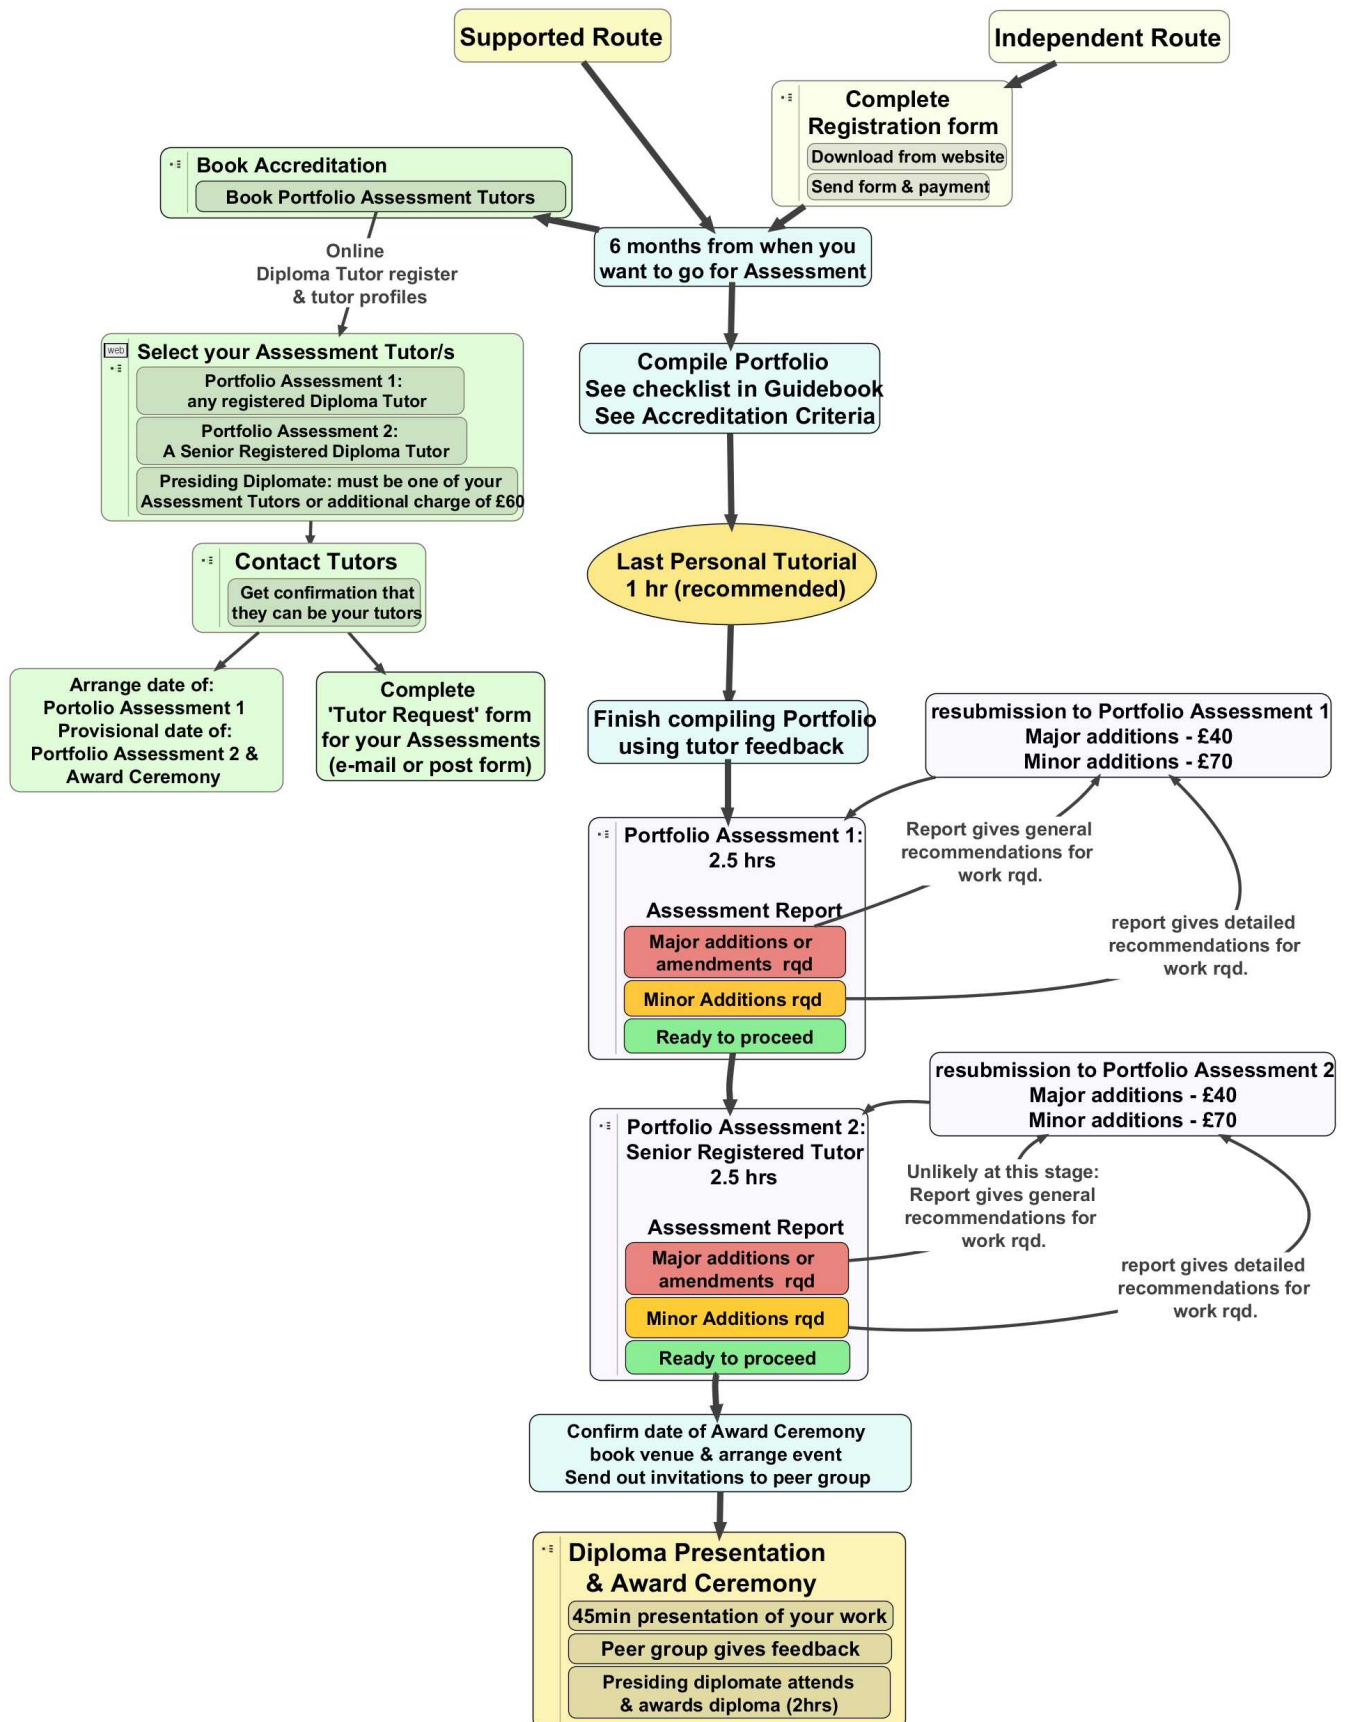 Supported Route
Independent Route
Complete
Registration form
Download from website
Send form & payment
Book Accreditation
Book Portfolio Assessment Tutors
6 months from when you
want to go for Assessment
Online
Diploma Tutor register
& tutor profiles
web
Select your Assessment Tutor/s
Portfolio Assessment 1:
any registered Diploma Tutor
Portfolio Assessment 2:
A Senior Registered Diploma Tutor
Presiding Diplomate: must be one of your
Assessment Tutors or additional charge of £60
Compile Portfolio
See checklist in Guidebook
See Accreditation Criteria
Contact Tutors
Get confirmation that
they can be your tutors
Last Personal Tutorial
1 hr (recommended)
Arrange date of:
Portolio Assessment 1
Provisional date of:
Portfolio Assessment 2 &
Award Ceremony
Complete
'Tutor Request' form
for your Assessments
(e-mail or post form)
Finish compiling Portfolio
using tutor feedback
resubmission to Portfolio Assessment 1
Major additions - £40
Minor additions - £70
Portfolio Assessment 1:
2.5 hrs
Assessment Report
Major additions or
amendments rqd
Minor Additions rqd
Ready to proceed
Report gives general
recommendations for
work rqd.
report gives detailed
recommendations for
work rqd.
resubmission to Portfolio Assessment 2
Major additions - £40
Minor additions - £70
Portfolio Assessment 2:
Senior Registered Tutor
2.5 hrs
Assessment Report
Major additions or
amendments rqd
Minor Additions rqd
Ready to proceed
Unlikely at this stage:
Report gives general
recommendations for
work rqd.
report gives detailed
recommendations for
work rqd.
Confirm date of Award Ceremony
book venue & arrange event
Send out invitations to peer group
Diploma Presentation
& Award Ceremony
45min presentation of your work
Peer group gives feedback
Presiding diplomate attends
& awards diploma (2hrs)